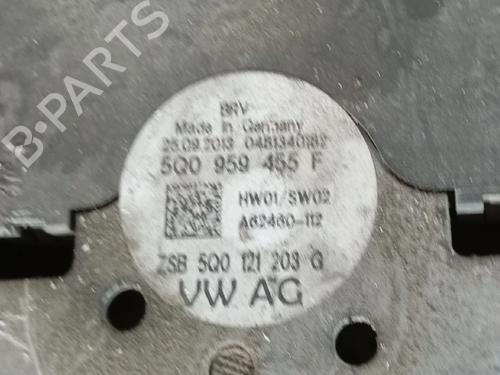 BRV
Made in Germany
25.09.2013 0481340182
5Q0 959 455 F
HW01/SW02
A62460-112
ZSB 5Q0 121 203 G
VW AG
B-PARTS